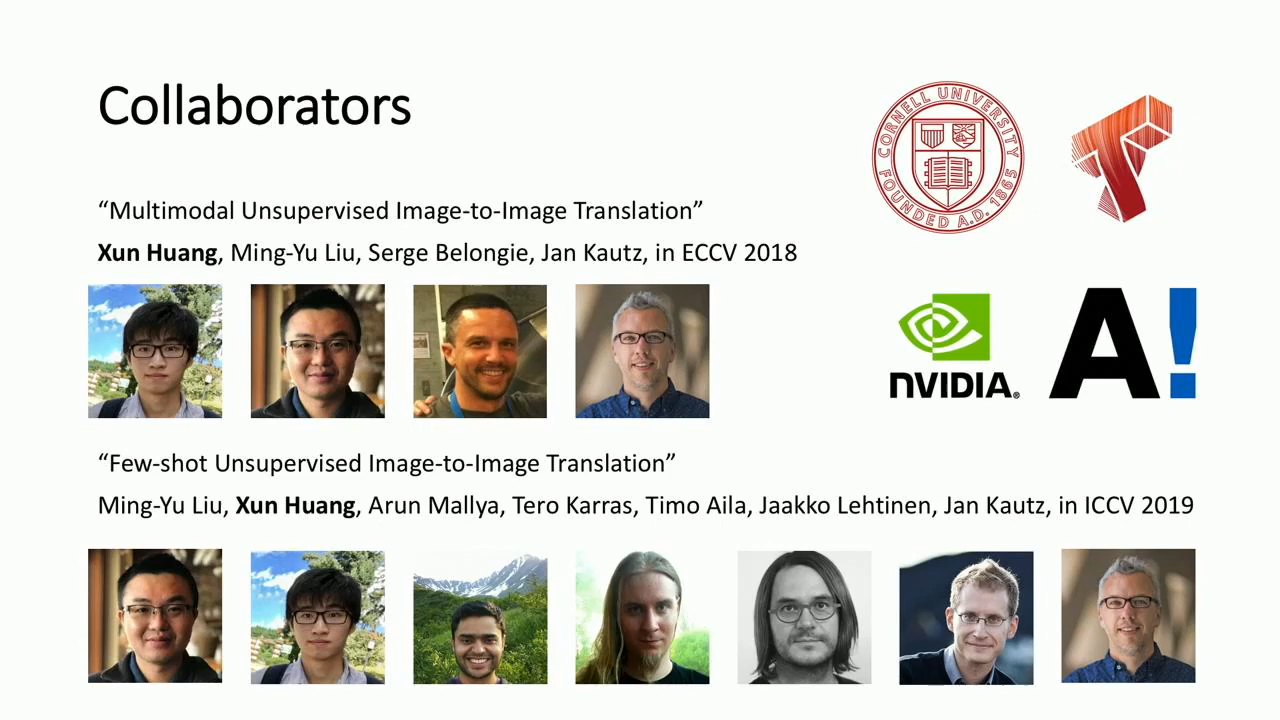 Collaborators
CORNELL UNIVERSITY
FOUNDED A.D. 1865
“Multimodal Unsupervised Image-to-Image Translation”
Xun Huang, Ming-Yu Liu, Serge Belongie, Jan Kautz, in ECCV 2018
NVIDIA®
A!
“Few-shot Unsupervised Image-to-Image Translation”
Ming-Yu Liu, Xun Huang, Arun Mallya, Tero Karras, Timo Aila, Jaakko Lehtinen, Jan Kautz, in ICCV 2019